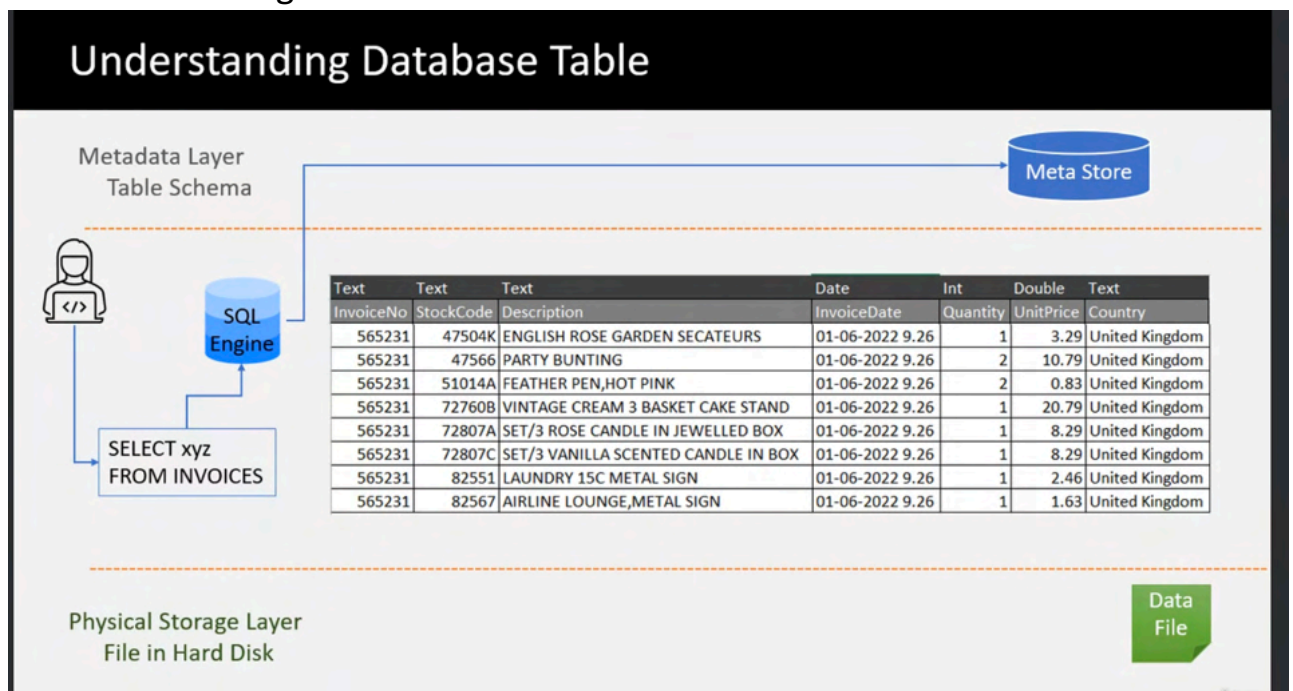 Understanding Database Table
Metadata Layer
Table Schema
Meta Store
</>
SQL
Engine
SELECT xyz
FROM INVOICES
Text Text Text Date Int Double Text
InvoiceNo StockCode Description InvoiceDate Quantity UnitPrice Country
565231 47504K ENGLISH ROSE GARDEN SECATEURS 01-06-2022 9.26 1 3.29 United Kingdom
565231 47566 PARTY BUNTING 01-06-2022 9.26 2 10.79 United Kingdom
565231 51014A FEATHER PEN,HOT PINK 01-06-2022 9.26 2 0.83 United Kingdom
565231 72760B VINTAGE CREAM 3 BASKET CAKE STAND 01-06-2022 9.26 1 20.79 United Kingdom
565231 72807A SET/3 ROSE CANDLE IN JEWELLED BOX 01-06-2022 9.26 1 8.29 United Kingdom
565231 72807C SET/3 VANILLA SCENTED CANDLE IN BOX 01-06-2022 9.26 1 8.29 United Kingdom
565231 82551 LAUNDRY 15C METAL SIGN 01-06-2022 9.26 1 2.46 United Kingdom
565231 82567 AIRLINE LOUNGE,METAL SIGN 01-06-2022 9.26 1 1.63 United Kingdom
Physical Storage Layer
File in Hard Disk
Data
File